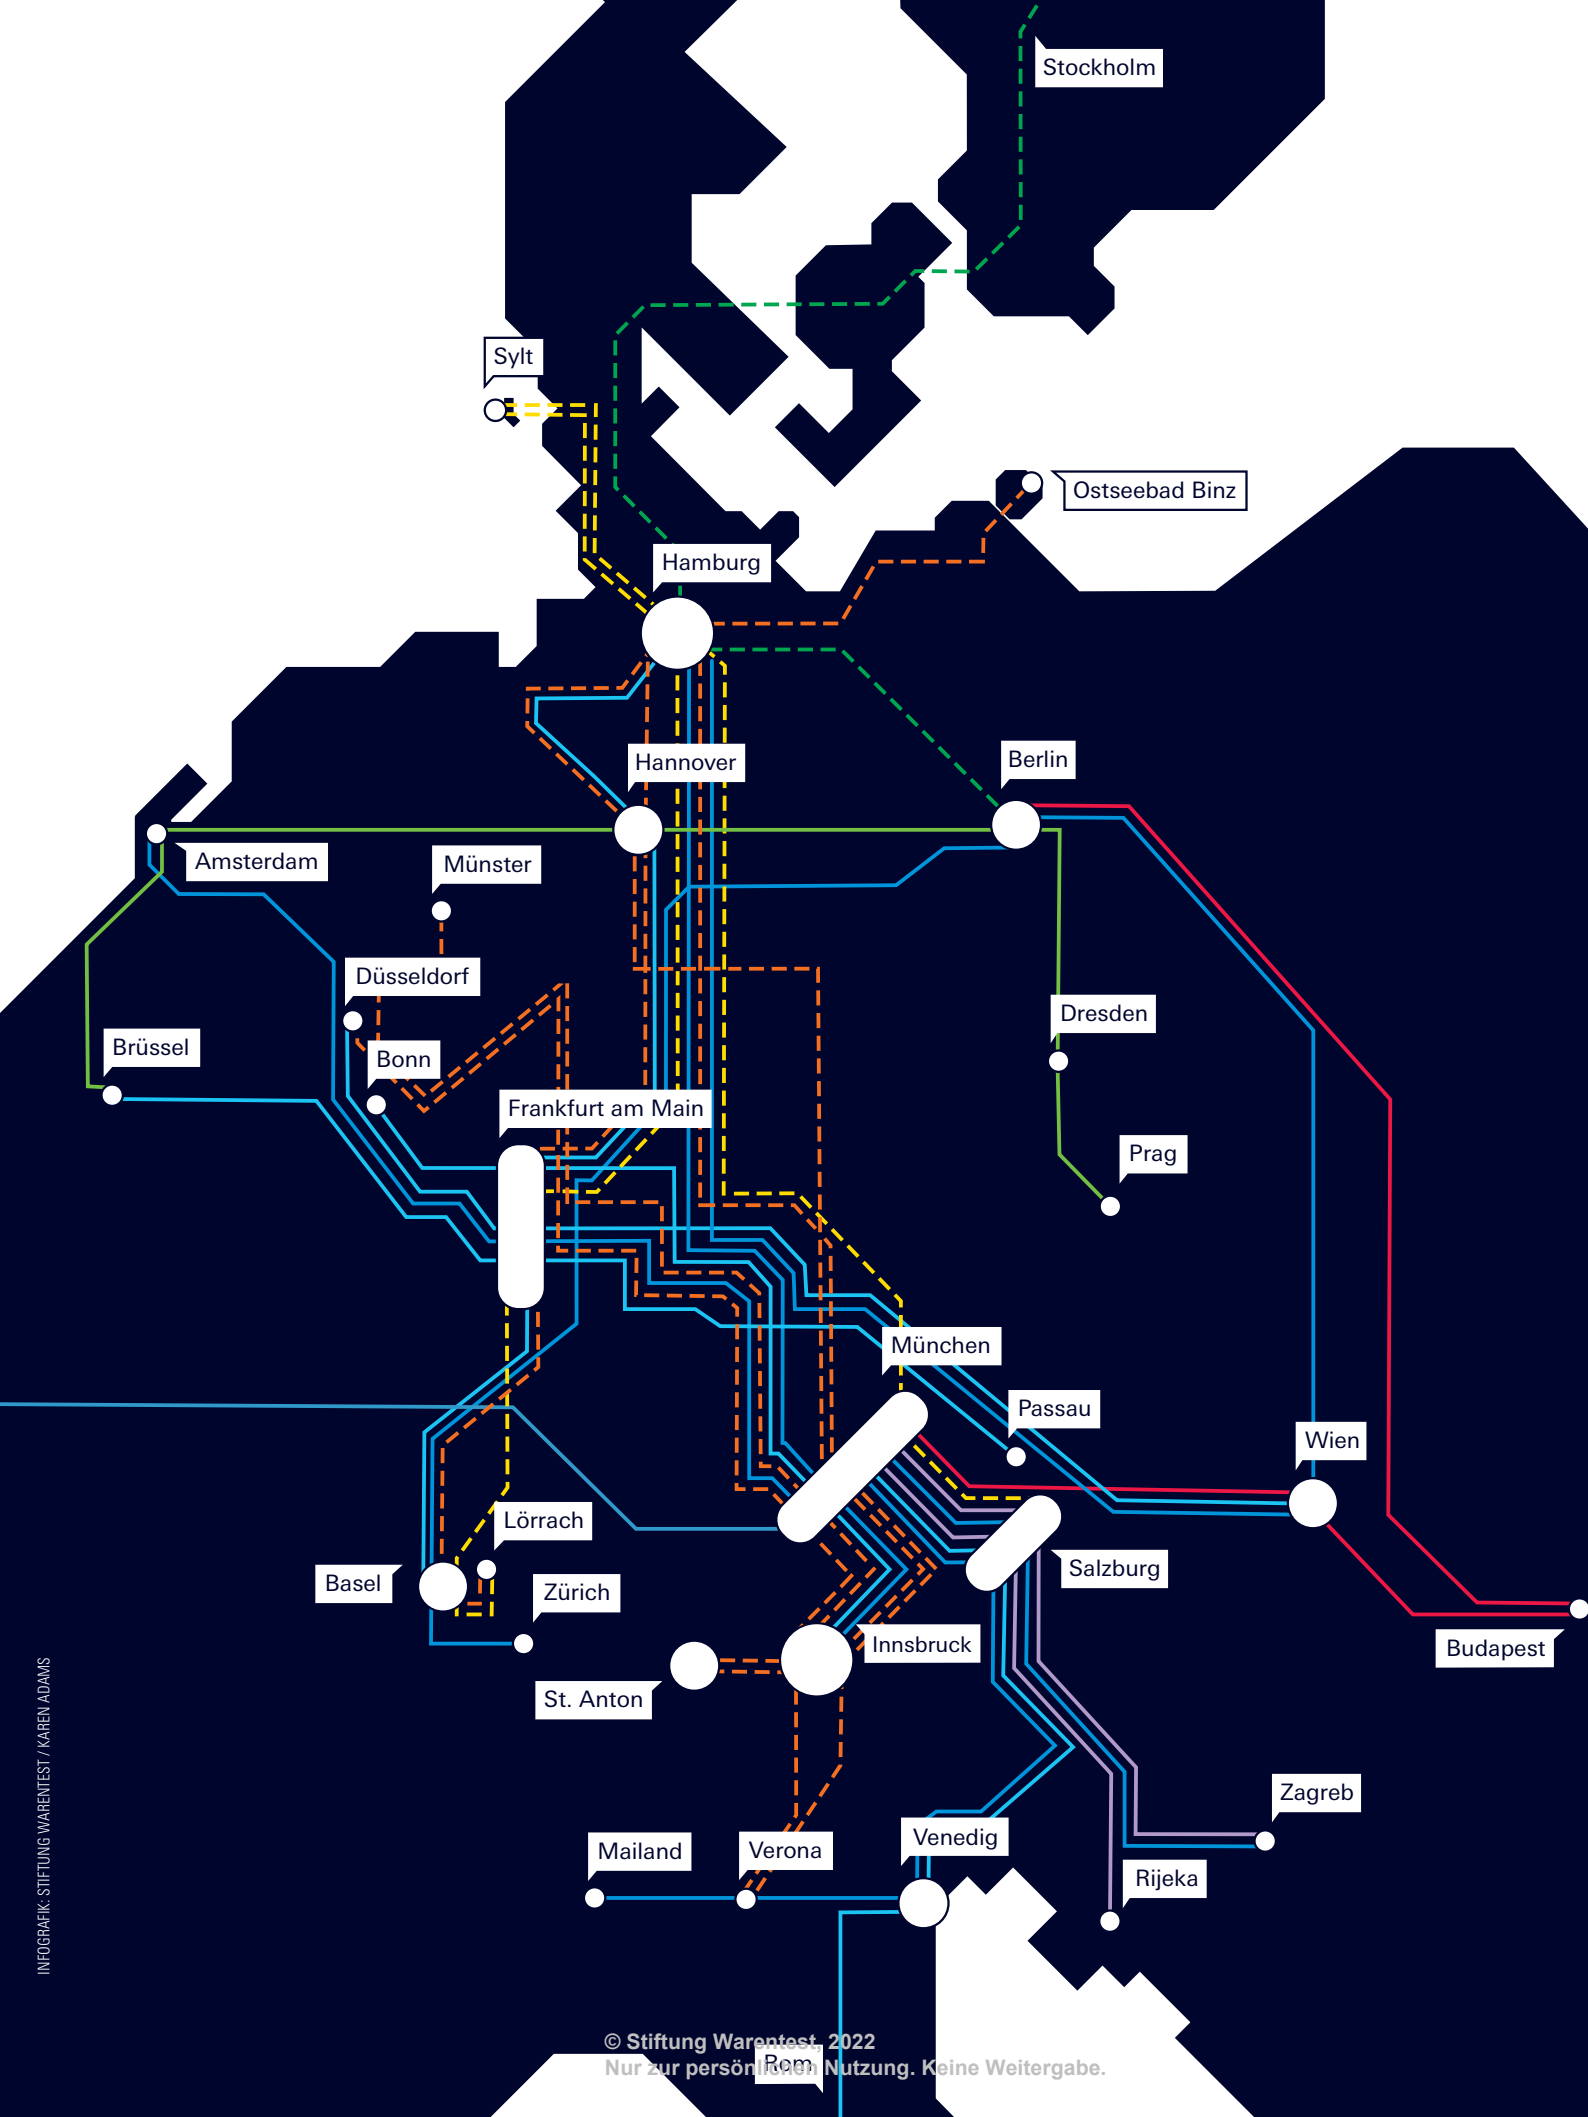 Stockholm
Sylt
Ostseebad Binz
Hamburg
Hannover
Berlin
Amsterdam
Münster
Düsseldorf
Dresden
Brüssel
Bonn
Frankfurt am Main
Prag
München
Passau
Wien
Lörrach
Basel
Zürich
Salzburg
Innsbruck
Budapest
St. Anton
Zagreb
Mailand
Verona
Venedig
Rijeka
INFOGRAFIK: STIFTUNG WARENTEST / KAREN ADAMS
© Stiftung Warentest, 2022
Rom
Nur zur persönlichen Nutzung. Keine Weitergabe.